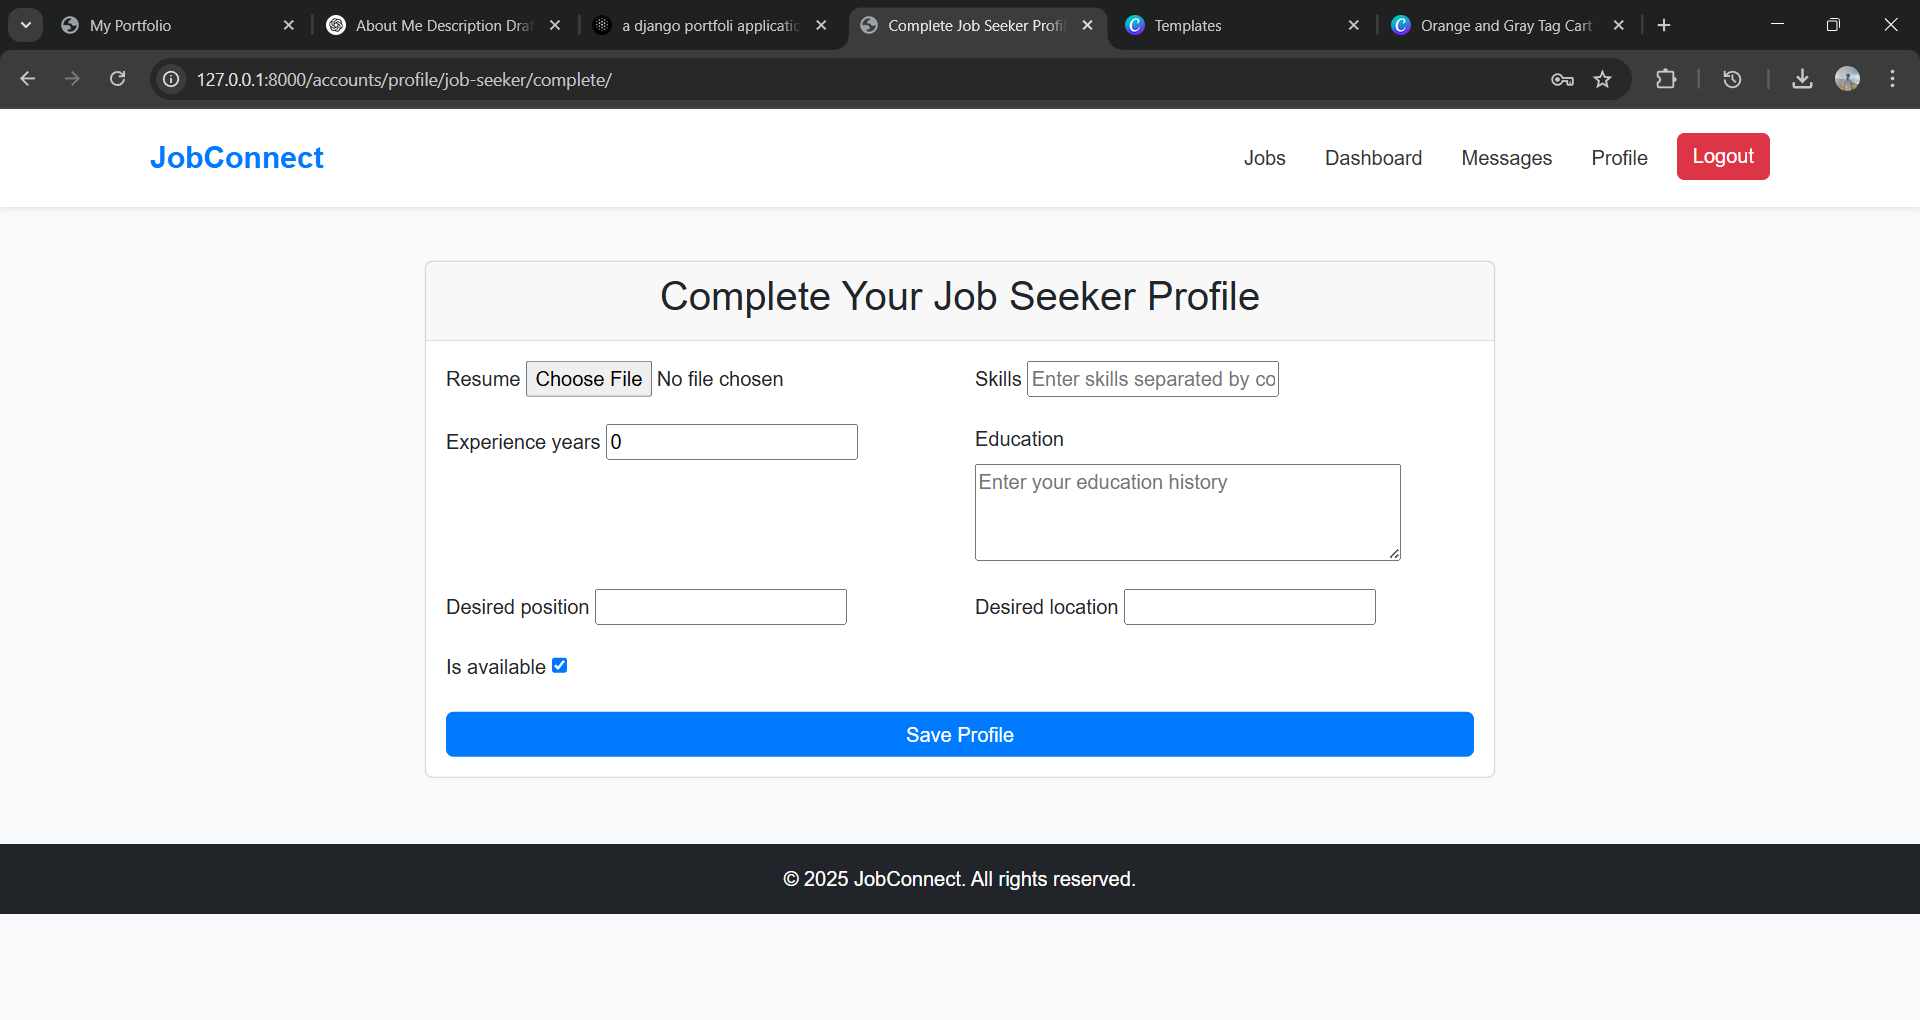 My Portfolio
About Me Description Dra
a django portfoli applicatio
Complete Job Seeker Profi
Templates
Orange and Gray Tag Cart
127.0.0.1:8000/accounts/profile/job-seeker/complete/
JobConnect
Jobs
Dashboard
Messages
Profile
Logout
Complete Your Job Seeker Profile
Resume Choose File No file chosen
Skills Enter skills separated by co
Experience years 0
Education
Enter your education history
Desired position
Desired location
Is available
Save Profile
© 2025 JobConnect. All rights reserved.